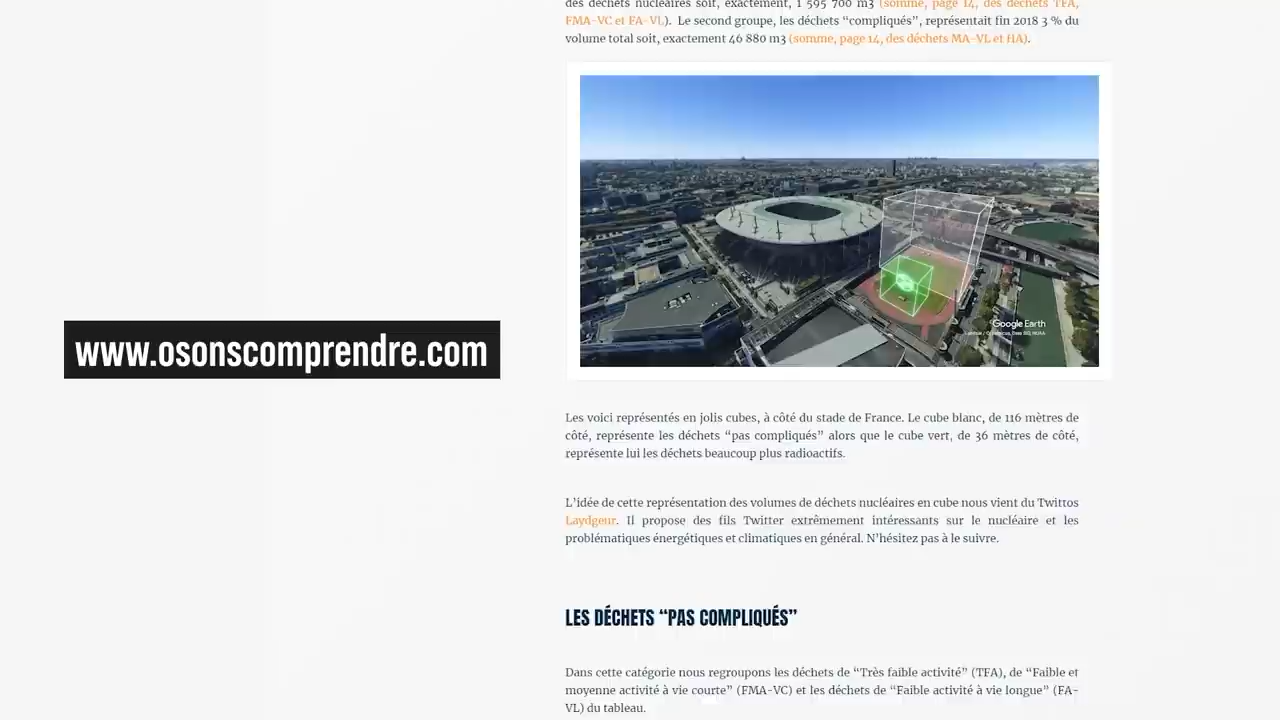 des déchets nucléaires soit, exactement, 1 595 700 m3 (somme, page 14, des déchets TFA,
FMA-VC et FA-VL). Le second groupe, les déchets “compliqués”, représentait fin 2018 3 % du
volume total soit, exactement 46 880 m3 (somme, page 14, des déchets MA-VL et HA).
Google Earth
www.osonscomprendre.com
Les voici représentés en jolis cubes, à côté du stade de France. Le cube blanc, de 116 mètres de
côté, représente les déchets “pas compliqués” alors que le cube vert, de 36 mètres de côté,
représente lui les déchets beaucoup plus radioactifs.
L’idée de cette représentation des volumes de déchets nucléaires en cube nous vient du Twittos
Laydgeur. Il propose des fils Twitter extrêmement intéressants sur le nucléaire et les
problématiques énergétiques et climatiques en général. N’hésitez pas à le suivre.
LES DÉCHETS “PAS COMPLIQUÉS”
Dans cette catégorie nous regroupons les déchets de “Très faible activité” (TFA), de “Faible et
moyenne activité à vie courte” (FMA-VC) et les déchets de “Faible activité à vie longue” (FA-
VL) du tableau.